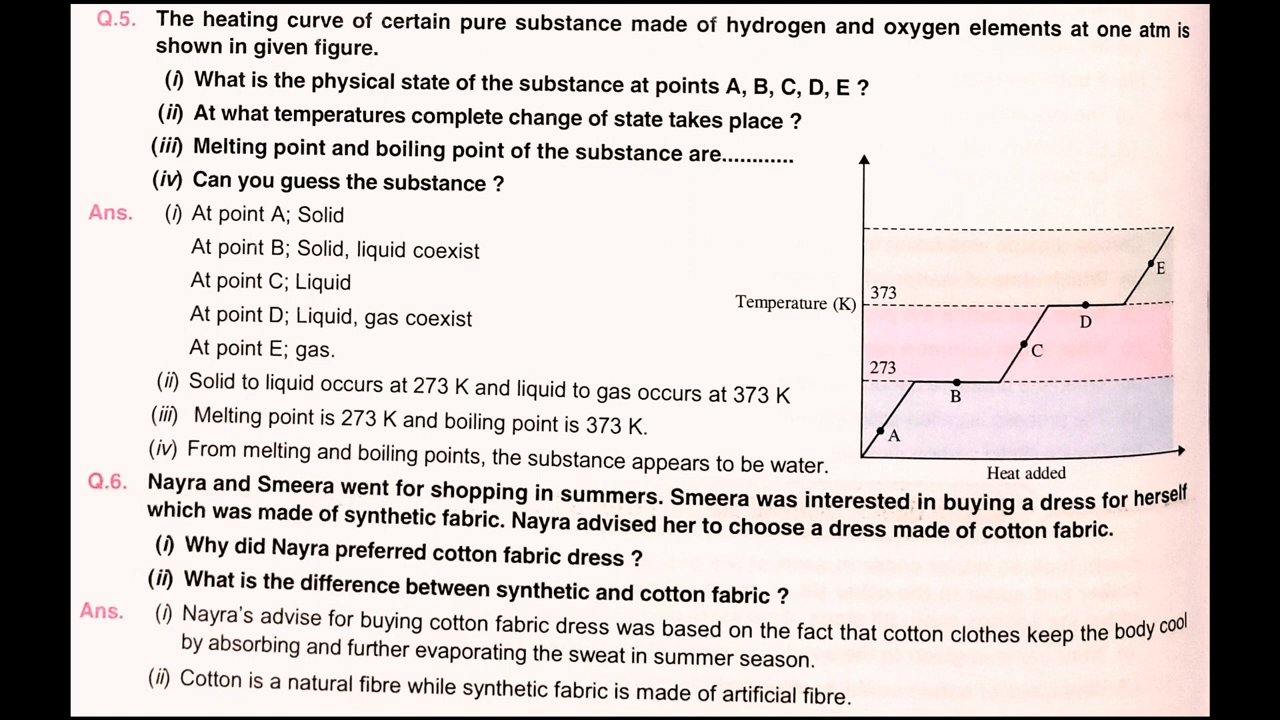 Q.5. The heating curve of certain pure substance made of hydrogen and oxygen elements at one atm is
shown in given figure.
(i) What is the physical state of the substance at points A, B, C, D, E ?
(ii) At what temperatures complete change of state takes place ?
(iii) Melting point and boiling point of the substance are............
(iv) Can you guess the substance ?
Ans. (i) At point A; Solid
At point B; Solid, liquid coexist
At point C; Liquid
At point D; Liquid, gas coexist
At point E; gas.
(ii) Solid to liquid occurs at 273 K and liquid to gas occurs at 373 K
(iii) Melting point is 273 K and boiling point is 373 K.
(iv) From melting and boiling points, the substance appears to be water.
E
373
Temperature (K)
D
C
273
B
A
Heat added
Q.6. Nayra and Smeera went for shopping in summers. Smeera was interested in buying a dress for herself
which was made of synthetic fabric. Nayra advised her to choose a dress made of cotton fabric.
(i) Why did Nayra preferred cotton fabric dress ?
(ii) What is the difference between synthetic and cotton fabric ?
Ans. (i) Nayra's advise for buying cotton fabric dress was based on the fact that cotton clothes keep the body cool
by absorbing and further evaporating the sweat in summer season.
(ii) Cotton is a natural fibre while synthetic fabric is made of artificial fibre.